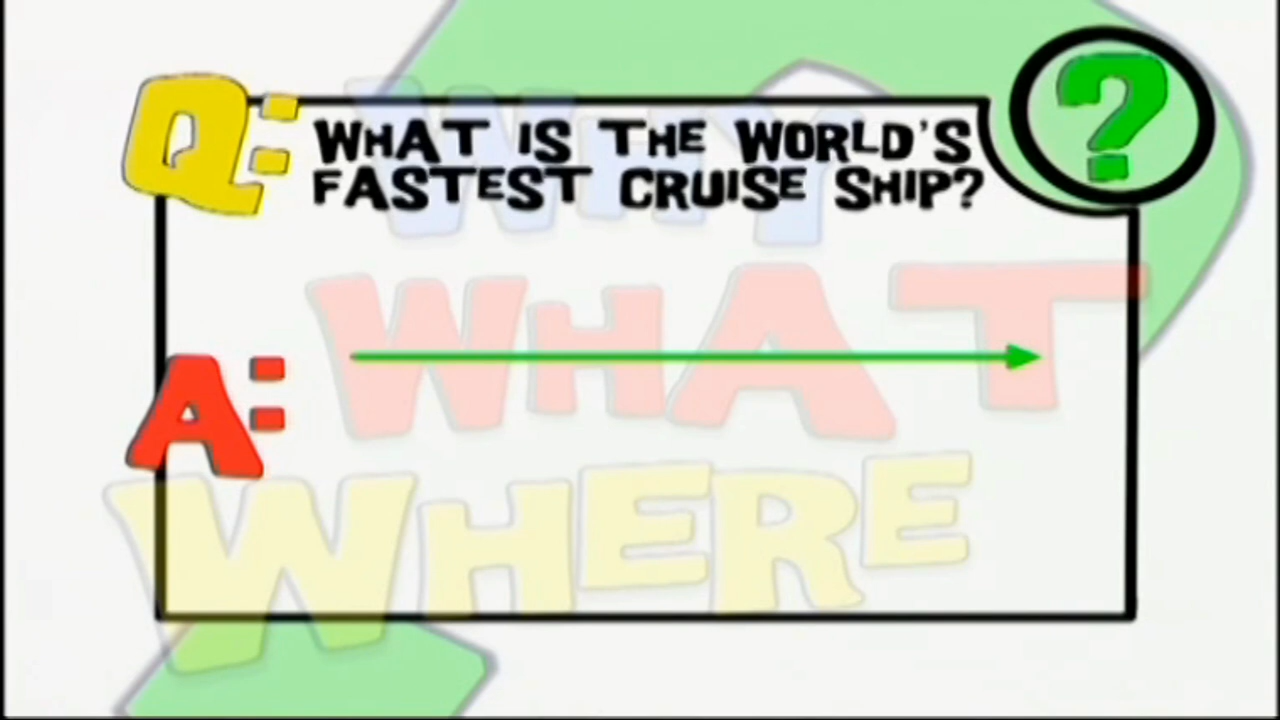 WHY
Q: WHAT IS THE WORLD'S
FASTEST CRUISE SHIP?
?
WHAT
A:
WHERE